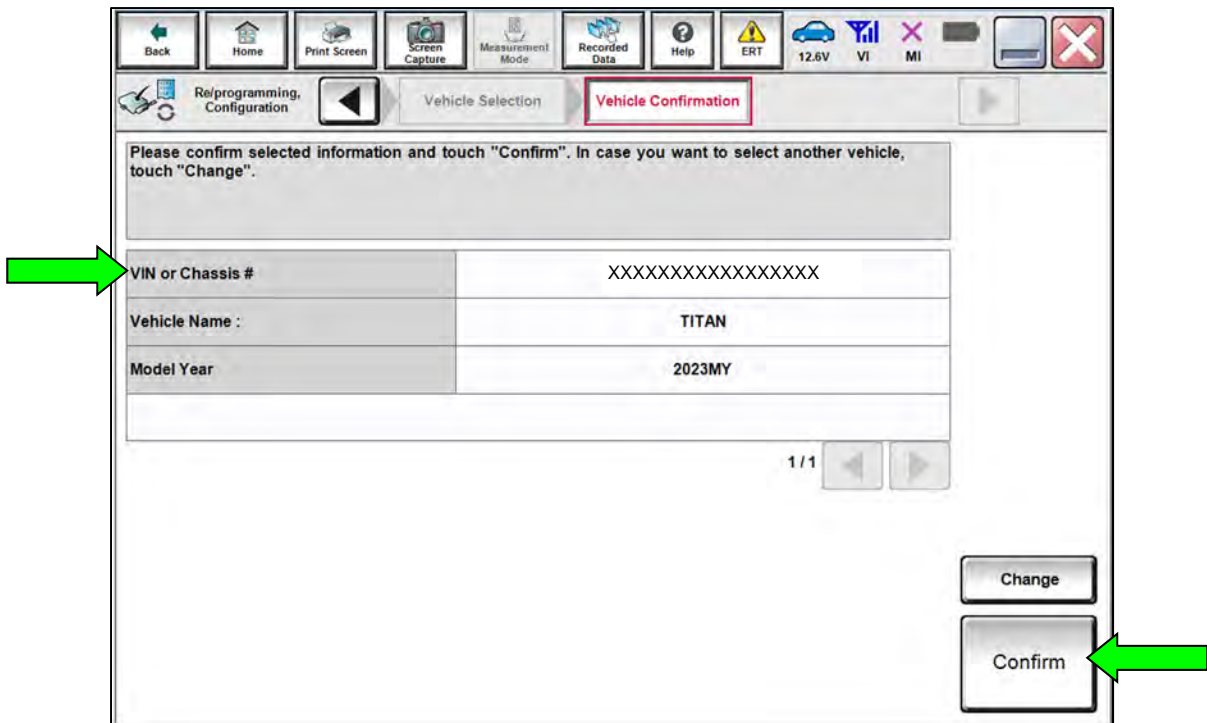 Back
Home
Print Screen
Screen
Capture
Measurement
Mode
Recorded
Data
Help
ERT
12.6V
VI
MI
Re/programming,
Configuration
Vehicle Selection
Vehicle Confirmation
Please confirm selected information and touch "Confirm". In case you want to select another vehicle,
touch "Change".
VIN or Chassis #
XXXXXXXXXXXXXXXXX
Vehicle Name :
TITAN
Model Year
2023MY
1 / 1
Change
Confirm